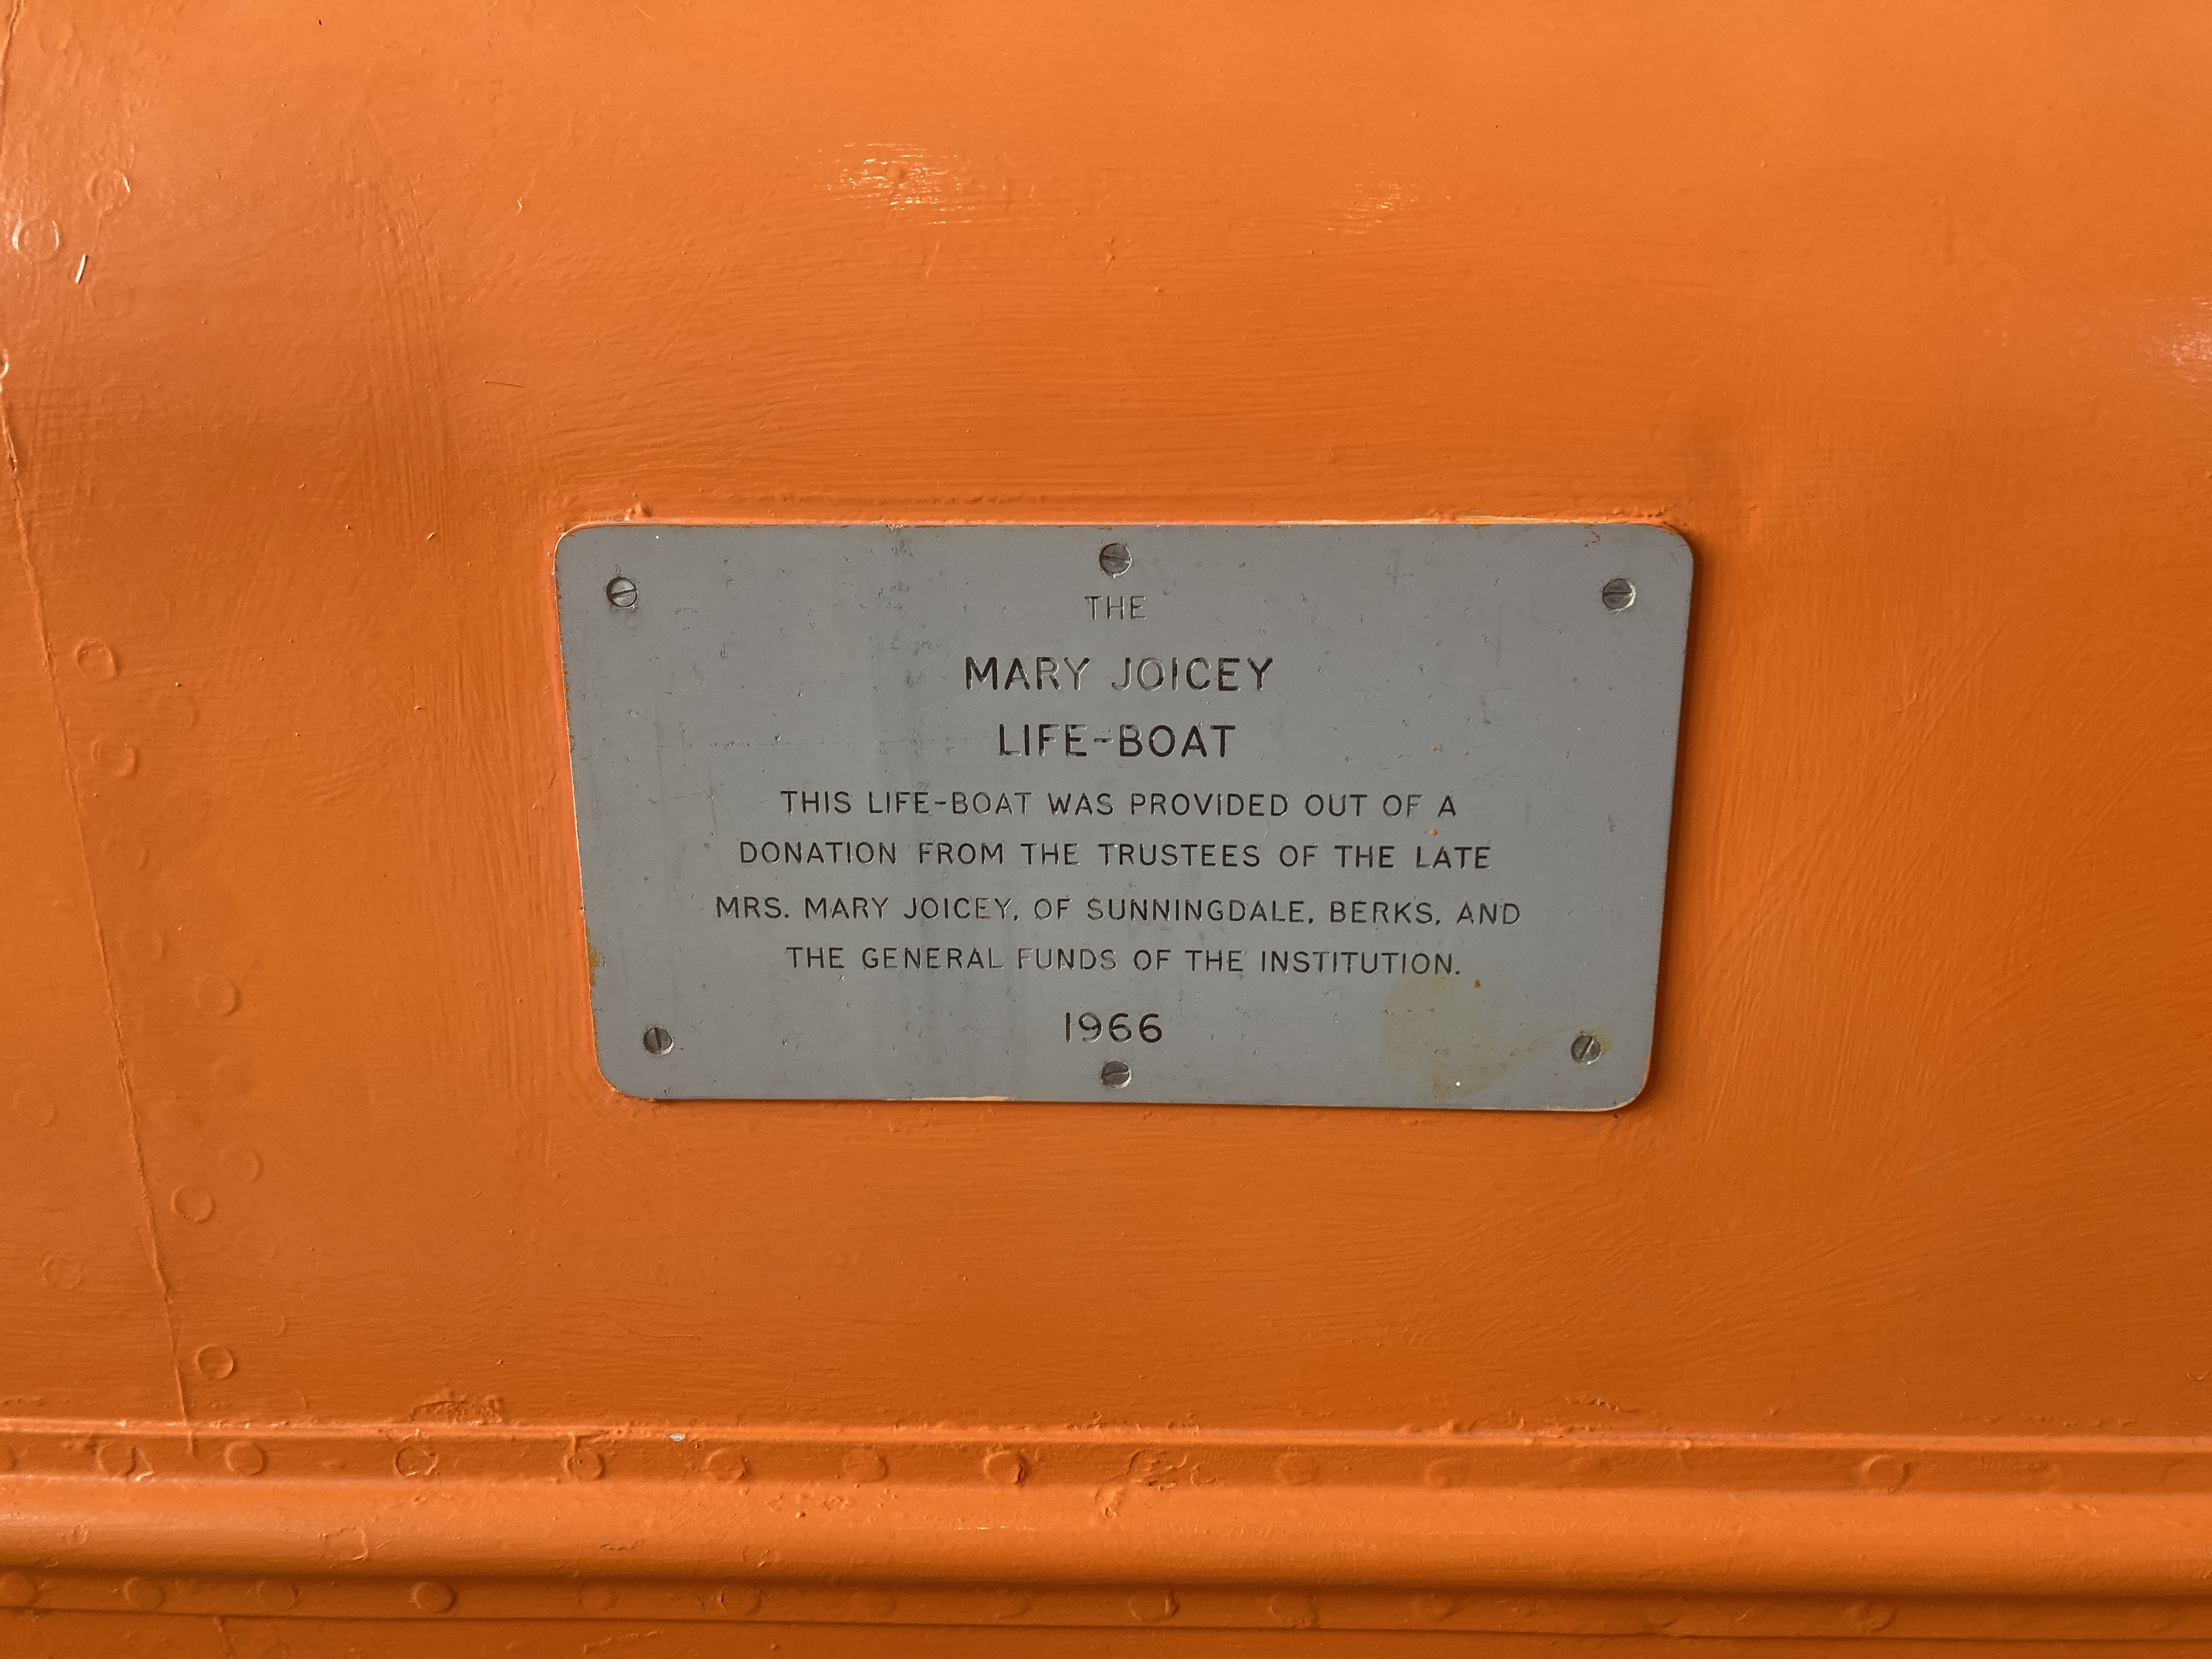 THE
MARY JOICEY
LIFE-BOAT
THIS LIFE-BOAT WAS PROVIDED OUT OF A
DONATION FROM THE TRUSTEES OF THE LATE
MRS. MARY JOICEY, OF SUNNINGDALE, BERKS, AND
THE GENERAL FUNDS OF THE INSTITUTION.
1966